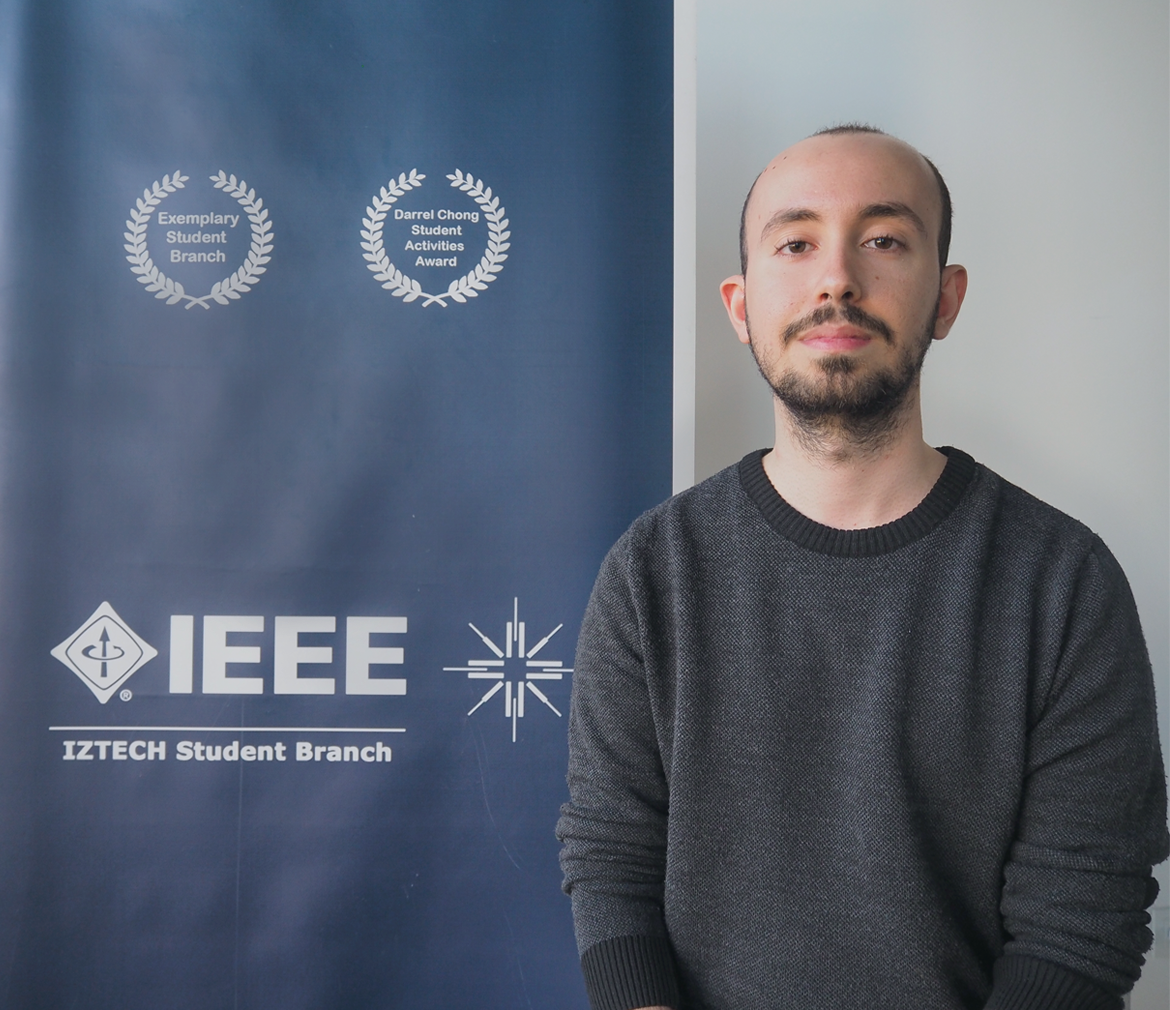 Exemplary
Student
Branch
Darrel Chong
Student
Activities
Award
IEEE
®
IZTECH Student Branch